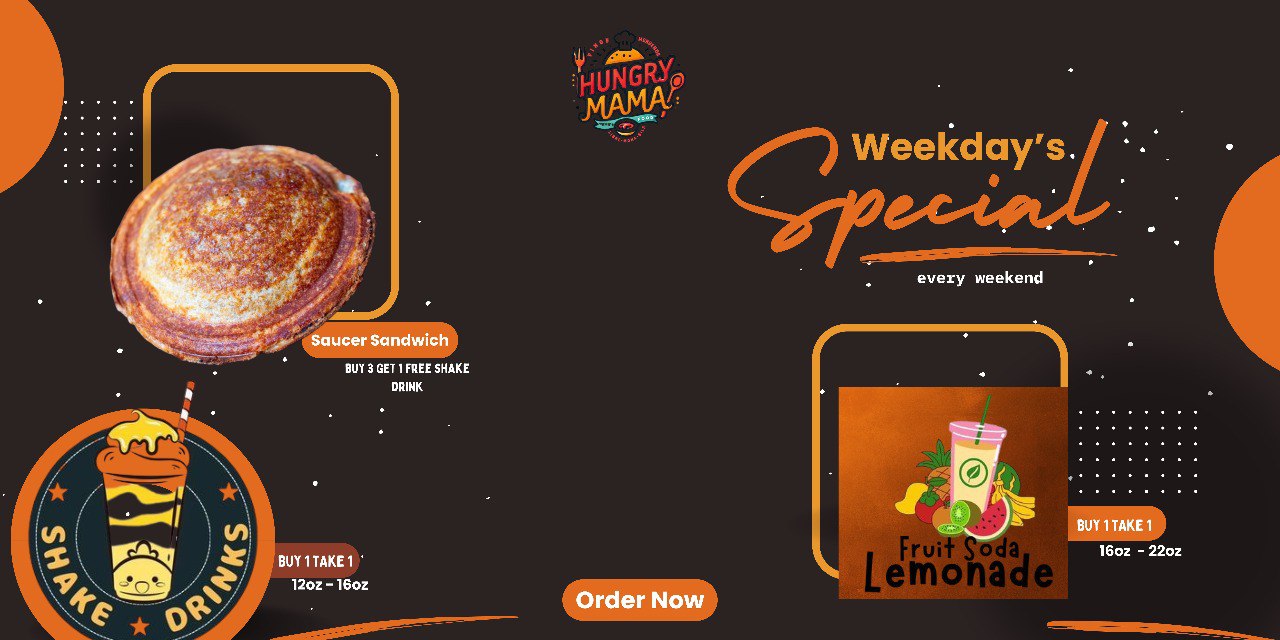 HUNGRY
MAMA
Weekday's
Special
every weekend
Saucer Sandwich
BUY 3 GET 1 FREE SHAKE
DRINK
SHAKE DRINKS
BUY 1 TAKE 1
12oz - 16oz
Fruit Soda
Lemonade
BUY 1 TAKE 1
16oz - 22oz
Order Now